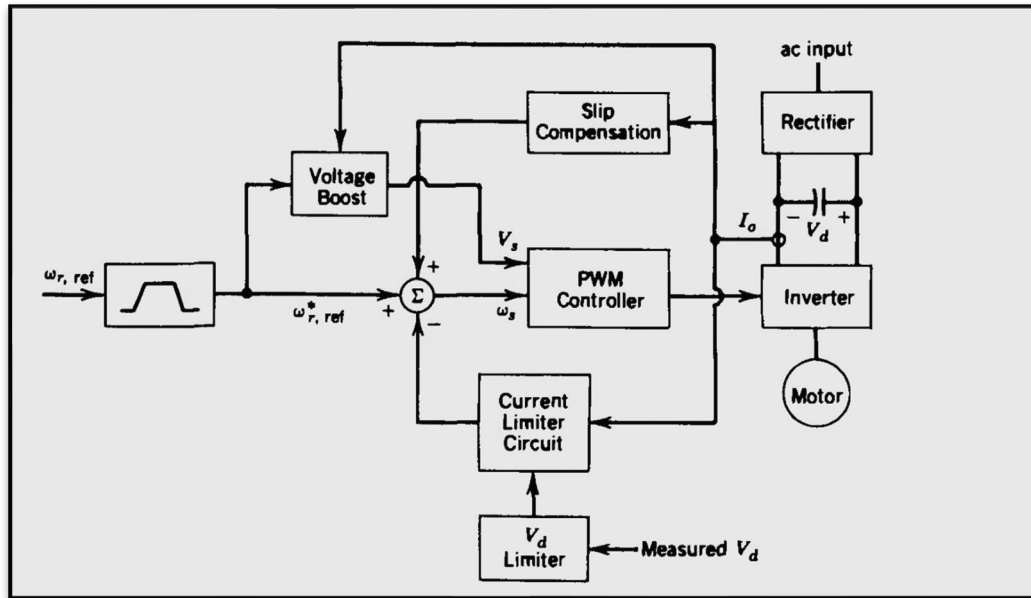 ac input
Slip
Compensation
Rectifier
Voltage
Boost
− V_d +
I_o
V_s
ω_r, ref
+
PWM
Controller
Inverter
Σ
ω*_r, ref
+
ω_s
−
Motor
Current
Limiter
Circuit
V_d
Limiter
Measured V_d